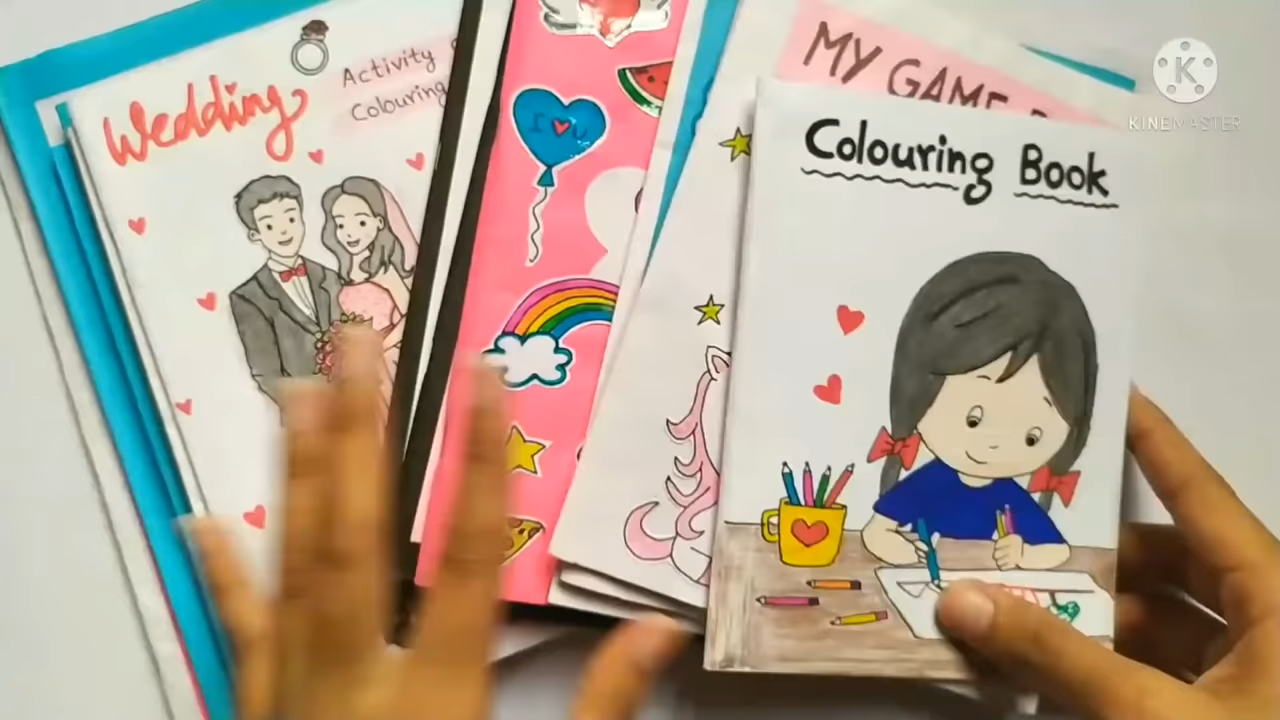 Wedding
Activity
Colouring
I U
MY GAME
Colouring Book
K
KINEMASTER